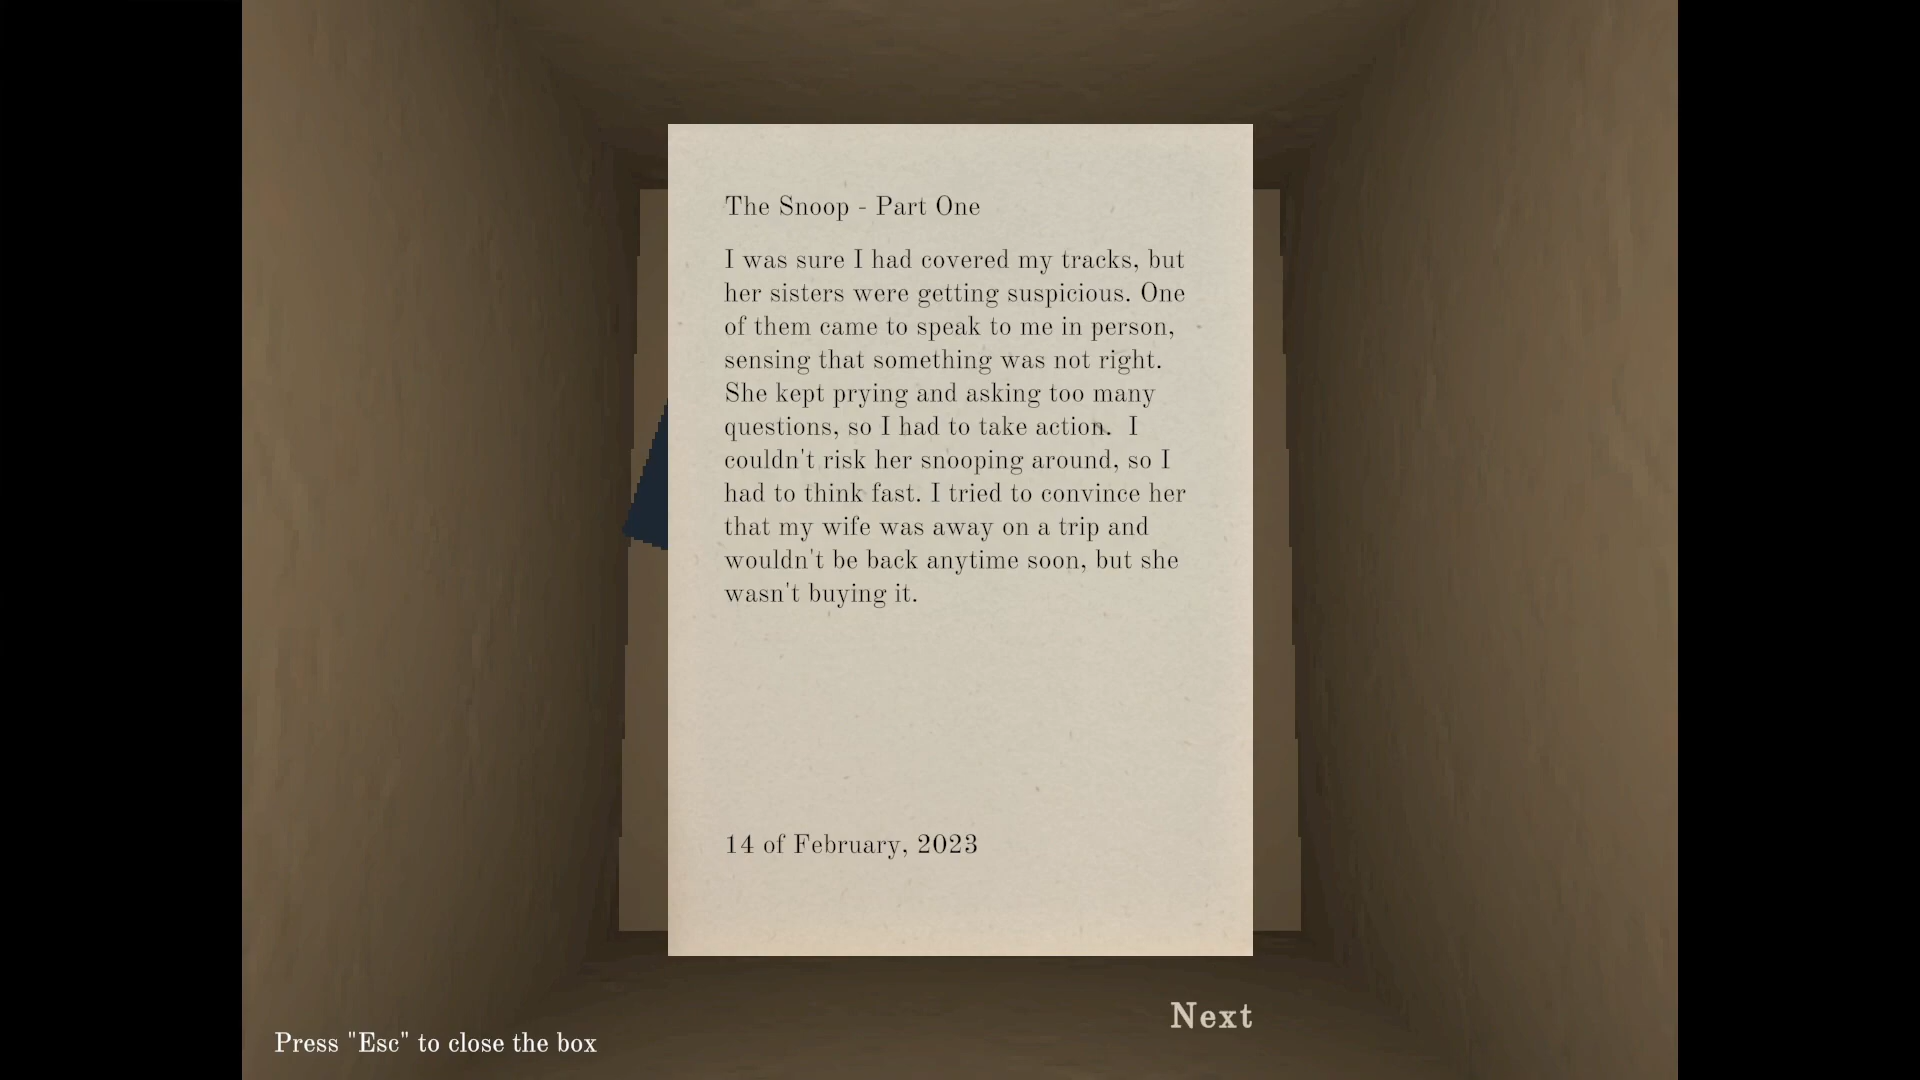 The Snoop - Part One
I was sure I had covered my tracks, but
her sisters were getting suspicious. One
of them came to speak to me in person,
sensing that something was not right.
She kept prying and asking too many
questions, so I had to take action.  I
couldn't risk her snooping around, so I
had to think fast. I tried to convince her
that my wife was away on a trip and
wouldn't be back anytime soon, but she
wasn't buying it.
14 of February, 2023
Next
Press "Esc" to close the box